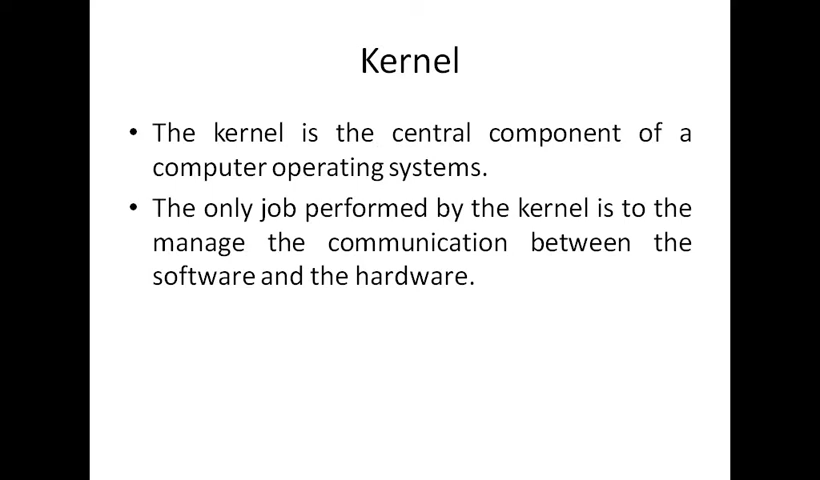 Kernel
• The kernel is the central component of a
computer operating systems.
• The only job performed by the kernel is to the
manage the communication between the
software and the hardware.